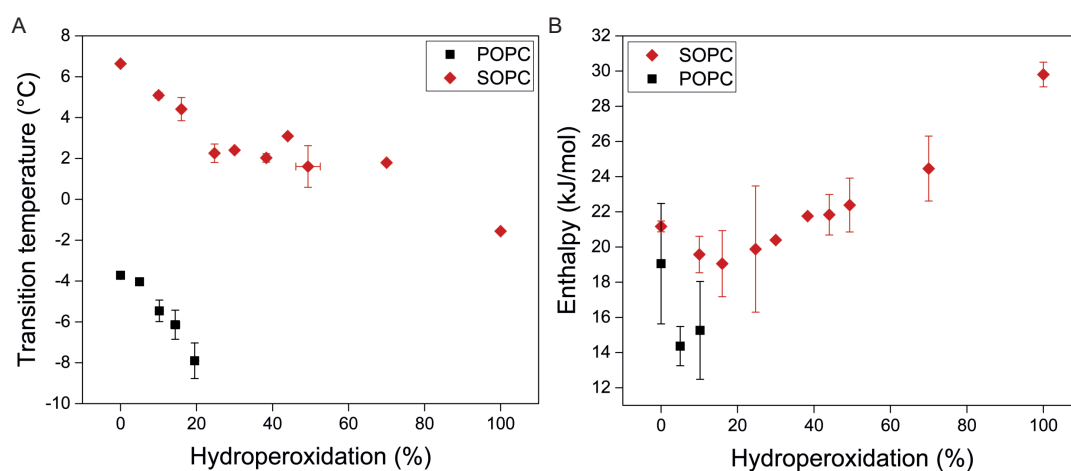 A
POPC
SOPC
8
6
4
2
0
-2
-4
-6
-8
-10
Transition temperature (°C)
0 20 40 60 80 100
Hydroperoxidation (%)
B
SOPC
POPC
32
30
28
26
24
22
20
18
16
14
12
Enthalpy (kJ/mol)
0 20 40 60 80 100
Hydroperoxidation (%)